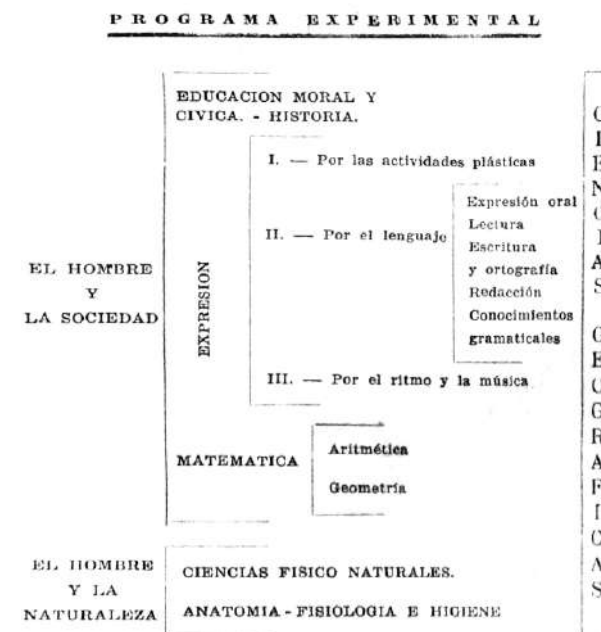 PROGRAMA EXPERIMENTAL
EDUCACION MORAL Y
CIVICA. - HISTORIA.
EL HOMBRE
Y
LA SOCIEDAD
EXPRESION
I. — Por las actividades plásticas
II. — Por el lenguaje
Expresión oral
Lectura
Escritura
y ortografía
Redacción
Conocimientos
gramaticales
III. — Por el ritmo y la música
MATEMATICA
Aritmética
Geometría
EL HOMBRE
Y LA
NATURALEZA
CIENCIAS FISICO NATURALES.
ANATOMIA - FISIOLOGIA E HIGIENE
CIENCIAS
GEOGRAFICAS